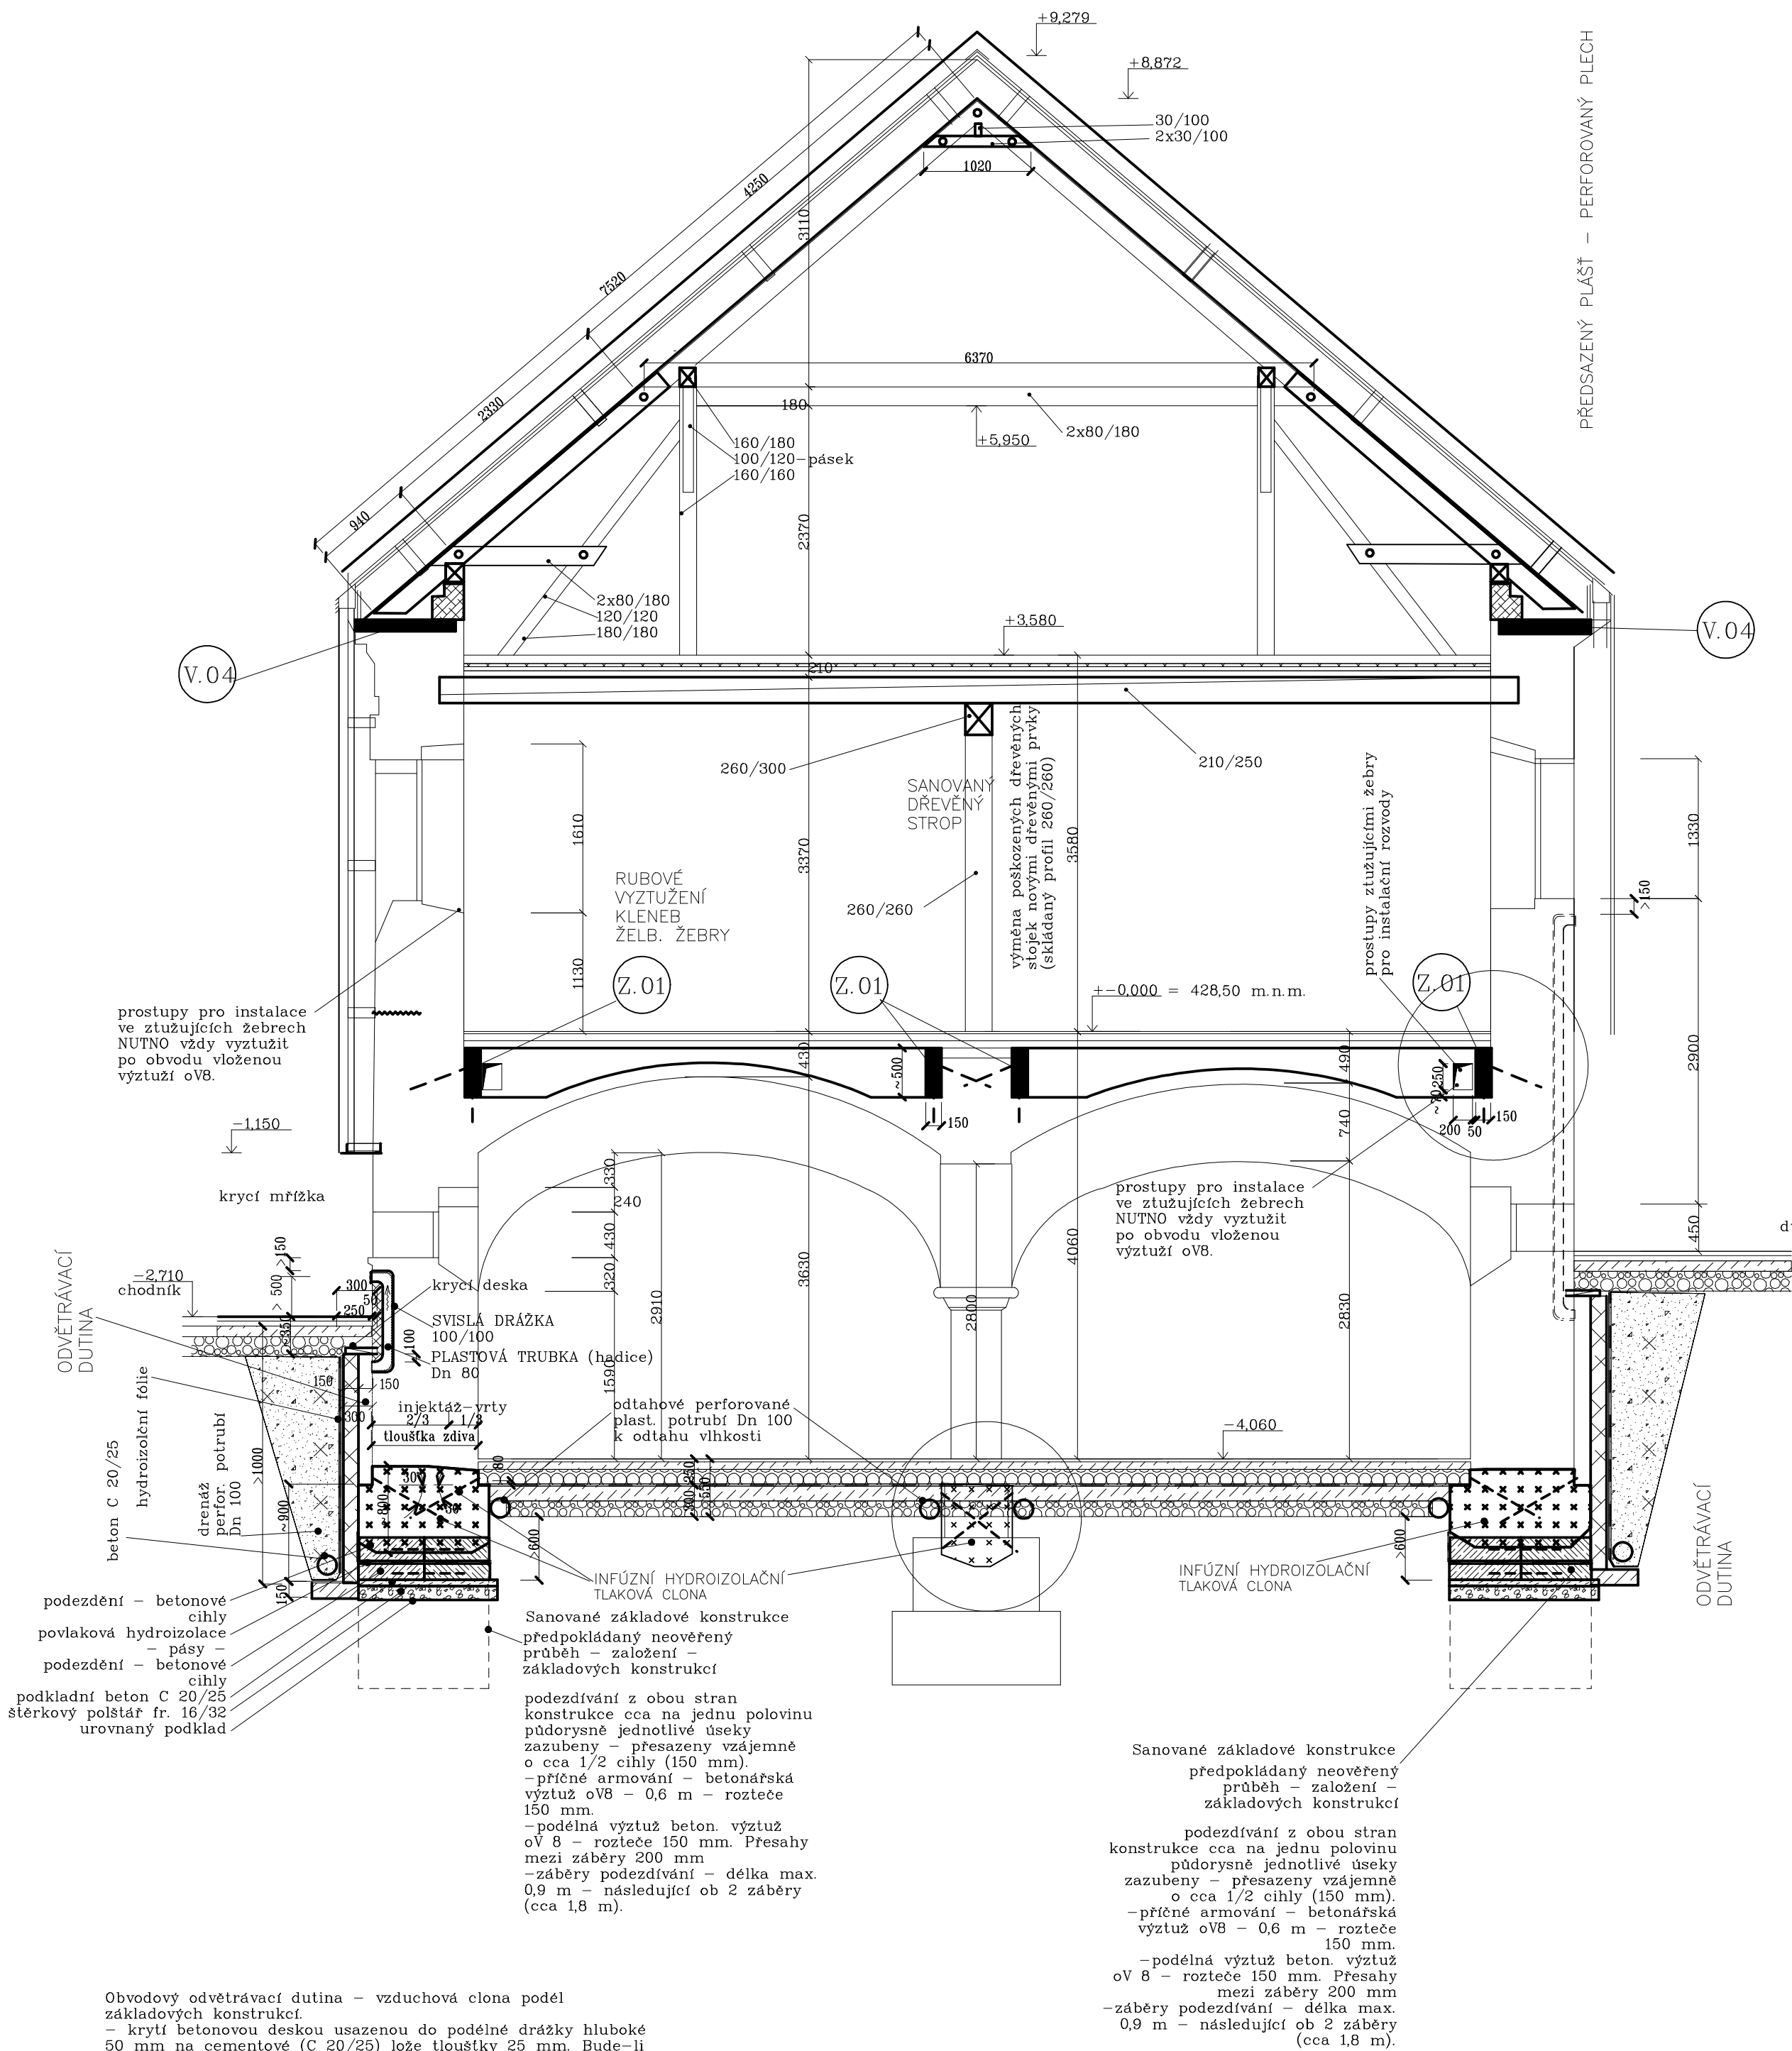 +9,279
+8,872
30/100
2x30/100
1020
PŘEDSAZENÝ PLÁŠŤ – PERFOROVANÝ PLECH
4250
3110
7520
2330
940
6370
180
+5,950
2x80/180
160/180
100/120-pásek
160/160
2370
2x80/180
120/120
180/180
+3,580
210
V.04
V.04
260/300
210/250
SANOVANÝ
DŘEVĚNÝ
STROP
výměna poškozených dřevěných
stojek novými dřevěnými prvky
(skládaný profil 260/260)
prostupy ztužujícími žebry
pro instalační rozvody
1610
3370
3580
1330
>150
RUBOVÉ
VYZTUŽENÍ
KLENEB
ŽELB. ŽEBRY
260/260
1130
Z.01
Z.01
Z.01
+-0,000 = 428,50 m.n.m.
prostupy pro instalace
ve ztužujících žebrech
NUTNO vždy vyztužit
po obvodu vloženou
výztuží oV8.
430
~500
490
250
~70
2900
150
200
50
150
740
-1,150
krycí mřížka
330
240
430
320
2910
3630
1590
2800
4060
2830
prostupy pro instalace
ve ztužujících žebrech
NUTNO vždy vyztužit
po obvodu vloženou
výztuží oV8.
450
ODVĚTRÁVACÍ
DUTINA
-2,710
chodník
>150
> 500
~350
300
50
250
krycí deska
SVISLÁ DRÁŽKA
100/100
PLASTOVÁ TRUBKA (hadice)
Dn 80
100
150
150
300
injektáž-vrty
2/3
1/3
tloušťka zdiva
odtahové perforované
plast. potrubí Dn 100
k odtahu vlhkosti
-4,060
hydroizolční fólie
beton C 20/25
drenáž
perfor. potrubí
Dn 100
>1000
~900
150
300
~800
80
250
300
550
>600
>600
INFÚZNÍ HYDROIZOLAČNÍ
TLAKOVÁ CLONA
INFÚZNÍ HYDROIZOLAČNÍ
TLAKOVÁ CLONA
ODVĚTRÁVACÍ
DUTINA
podezdění – betonové
cihly
povlaková hydroizolace
– pásy –
podezdění – betonové
cihly
podkladní beton C 20/25
štěrkový polštář fr. 16/32
urovnaný podklad
Sanované základové konstrukce
předpokládaný neověřený
průběh – založení –
základových konstrukcí
podezdívání z obou stran
konstrukce cca na jednu polovinu
půdorysně jednotlivé úseky
zazubeny – přesazeny vzájemně
o cca 1/2 cihly (150 mm).
-příčné armování – betonářská
výztuž oV8 – 0,6 m – rozteče
150 mm.
-podélná výztuž beton. výztuž
oV 8 – rozteče 150 mm. Přesahy
mezi záběry 200 mm
-záběry podezdívání – délka max.
0,9 m – následující ob 2 záběry
(cca 1,8 m).
Sanované základové konstrukce
předpokládaný neověřený
průběh – založení –
základových konstrukcí
podezdívání z obou stran
konstrukce cca na jednu polovinu
půdorysně jednotlivé úseky
zazubeny – přesazeny vzájemně
o cca 1/2 cihly (150 mm).
-příčné armování – betonářská
výztuž oV8 – 0,6 m – rozteče
150 mm.
-podélná výztuž beton. výztuž
oV 8 – rozteče 150 mm. Přesahy
mezi záběry 200 mm
-záběry podezdívání – délka max.
0,9 m – následující ob 2 záběry
(cca 1,8 m).
Obvodový odvětrávací dutina – vzduchová clona podél
základových konstrukcí.
– krytí betonovou deskou usazenou do podélné drážky hluboké
50 mm na cementové (C 20/25) lože tloušťky 25 mm. Bude-li